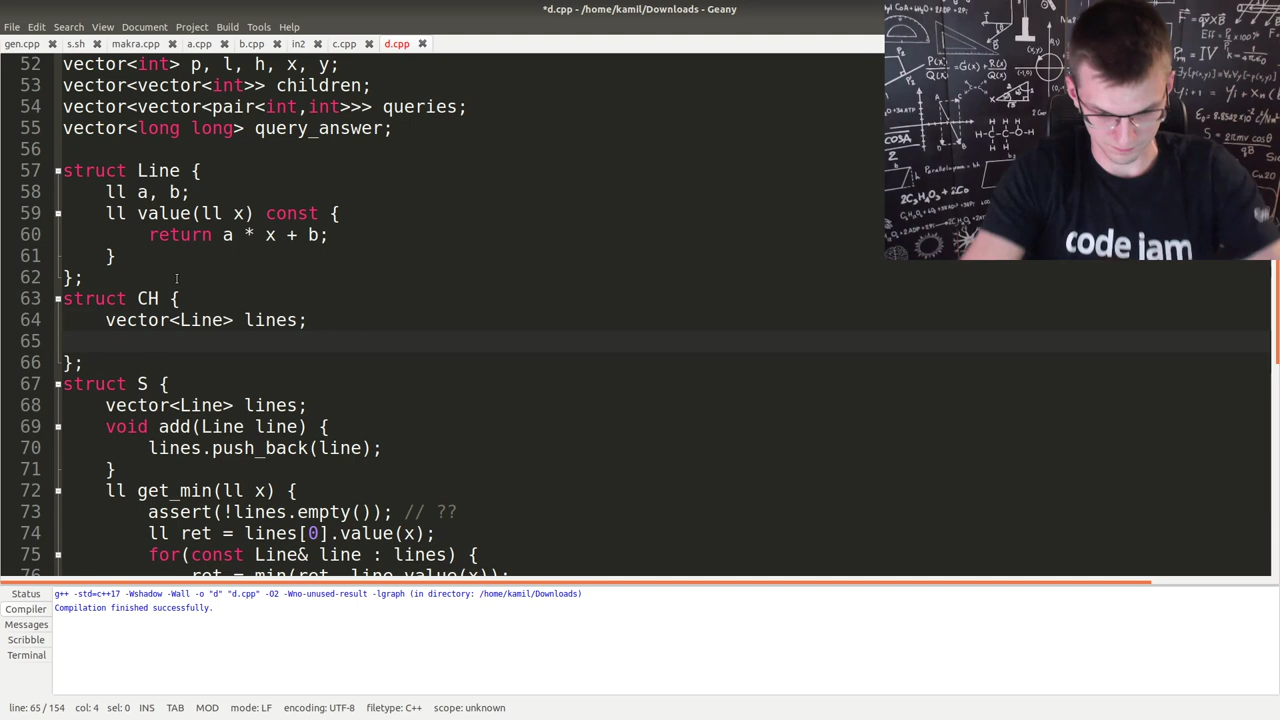 *d.cpp - /home/kamil/Downloads - Geany
File Edit Search View Document Project Build Tools Help
gen.cpp s.sh makra.cpp a.cpp b.cpp in2 c.cpp d.cpp
52 vector<int> p, l, h, x, y;
53 vector<vector<int>> children;
54 vector<vector<pair<int,int>>> queries;
55 vector<long long> query_answer;
56
57 struct Line {
58 ll a, b;
59 ll value(ll x) const {
60 return a * x + b;
61 }
62 };
63 struct CH {
64 vector<Line> lines;
65
66 };
67 struct S {
68 vector<Line> lines;
69 void add(Line line) {
70 lines.push_back(line);
71 }
72 ll get_min(ll x) {
73 assert(!lines.empty()); // ??
74 ll ret = lines[0].value(x);
75 for(const Line& line : lines) {
76 ret = min(ret, line.value(x));
code jam
Status
Compiler
Messages
Scribble
Terminal
g++ -std=c++17 -Wshadow -Wall -o "d" "d.cpp" -O2 -Wno-unused-result -lgraph (in directory: /home/kamil/Downloads)
Compilation finished successfully.
line: 65 / 154 col: 4 sel: 0 INS TAB MOD mode: LF encoding: UTF-8 filetype: C++ scope: unknown